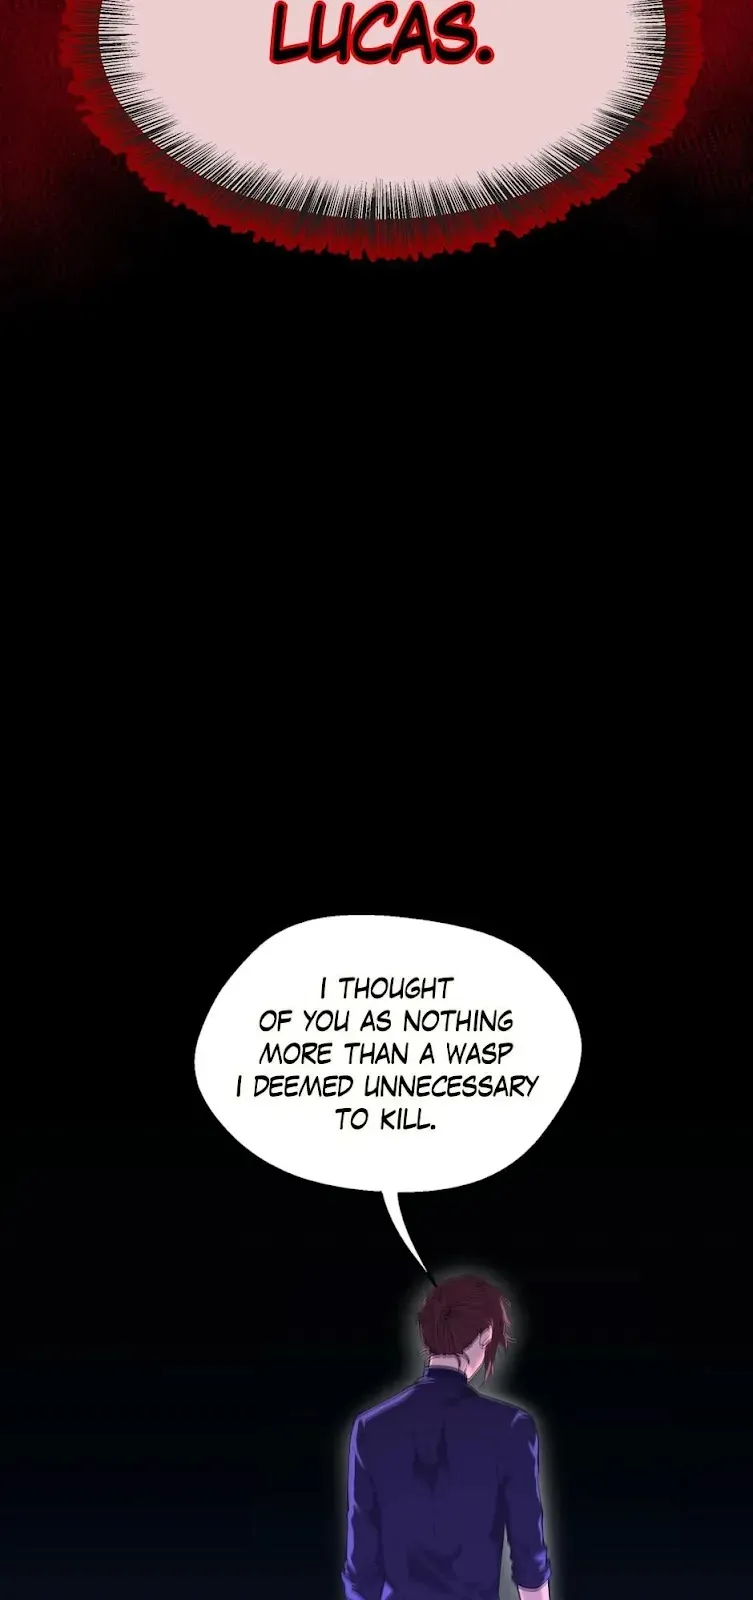 LUCAS.
I THOUGHT
OF YOU AS NOTHING
MORE THAN A WASP
I DEEMED UNNECESSARY
TO KILL.